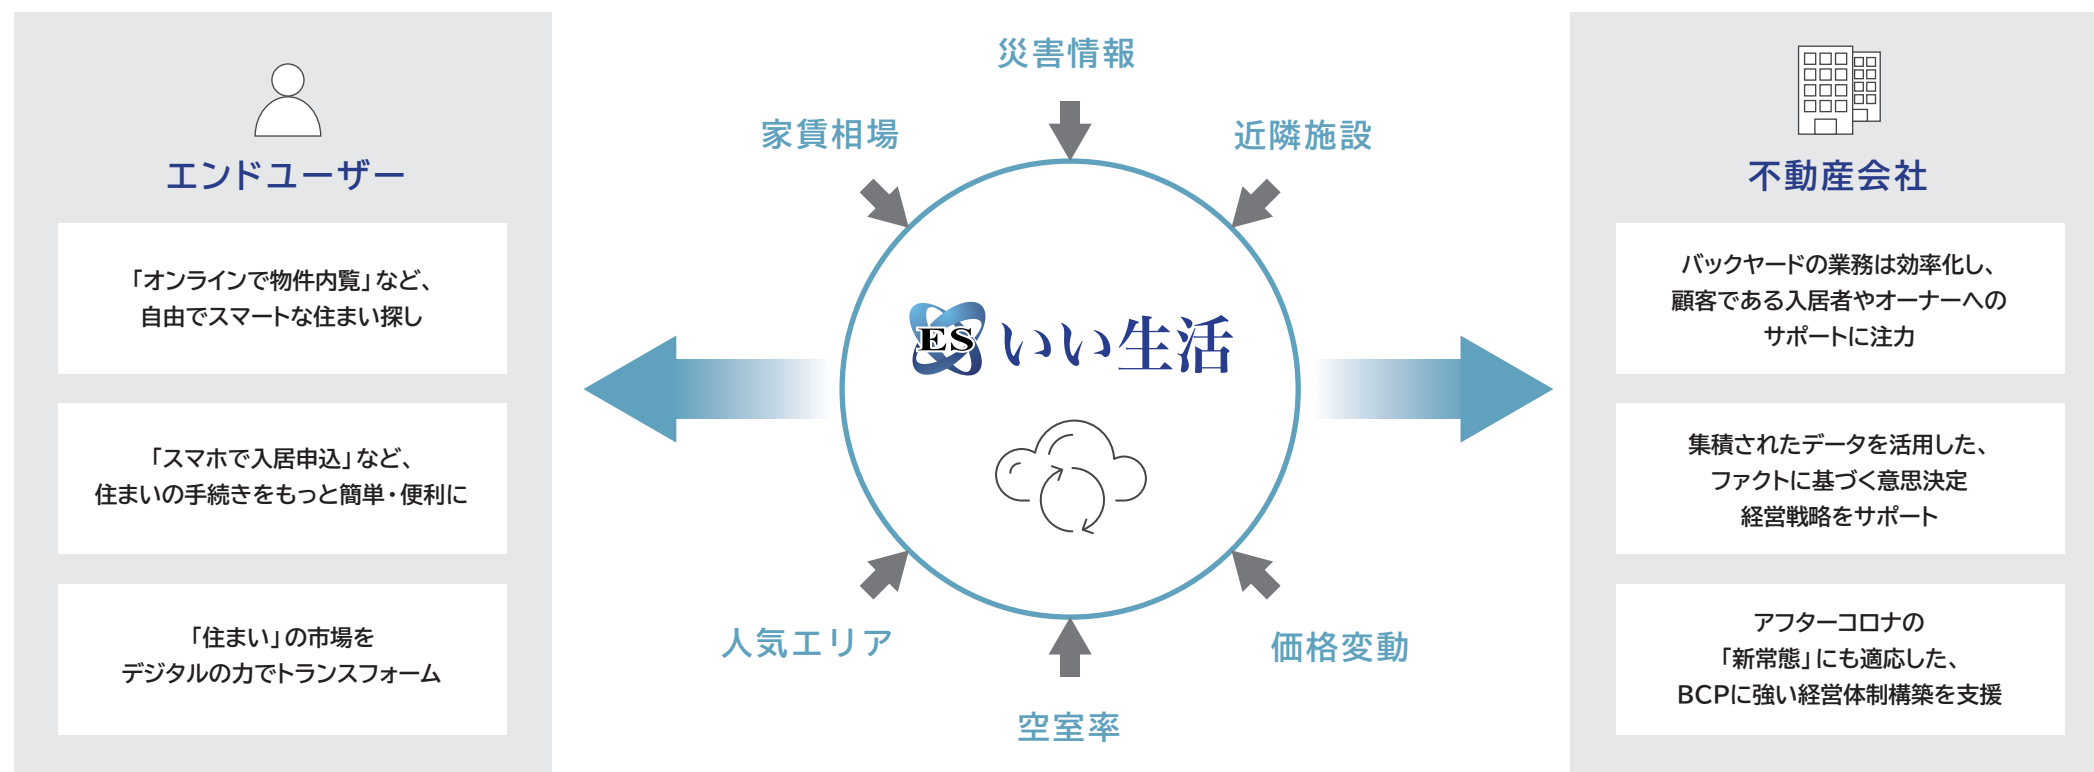 エンドユーザー
「オンラインで物件内覧」など、
自由でスマートな住まい探し
「スマホで入居申込」など、
住まいの手続きをもっと簡単・便利に
「住まい」の市場を
デジタルの力でトランスフォーム
災害情報
家賃相場
近隣施設
ES いい生活
人気エリア
価格変動
空室率
不動産会社
バックヤードの業務は効率化し、
顧客である入居者やオーナーへの
サポートに注力
集積されたデータを活用した、
ファクトに基づく意思決定
経営戦略をサポート
アフターコロナの
「新常態」にも適応した、
BCPに強い経営体制構築を支援